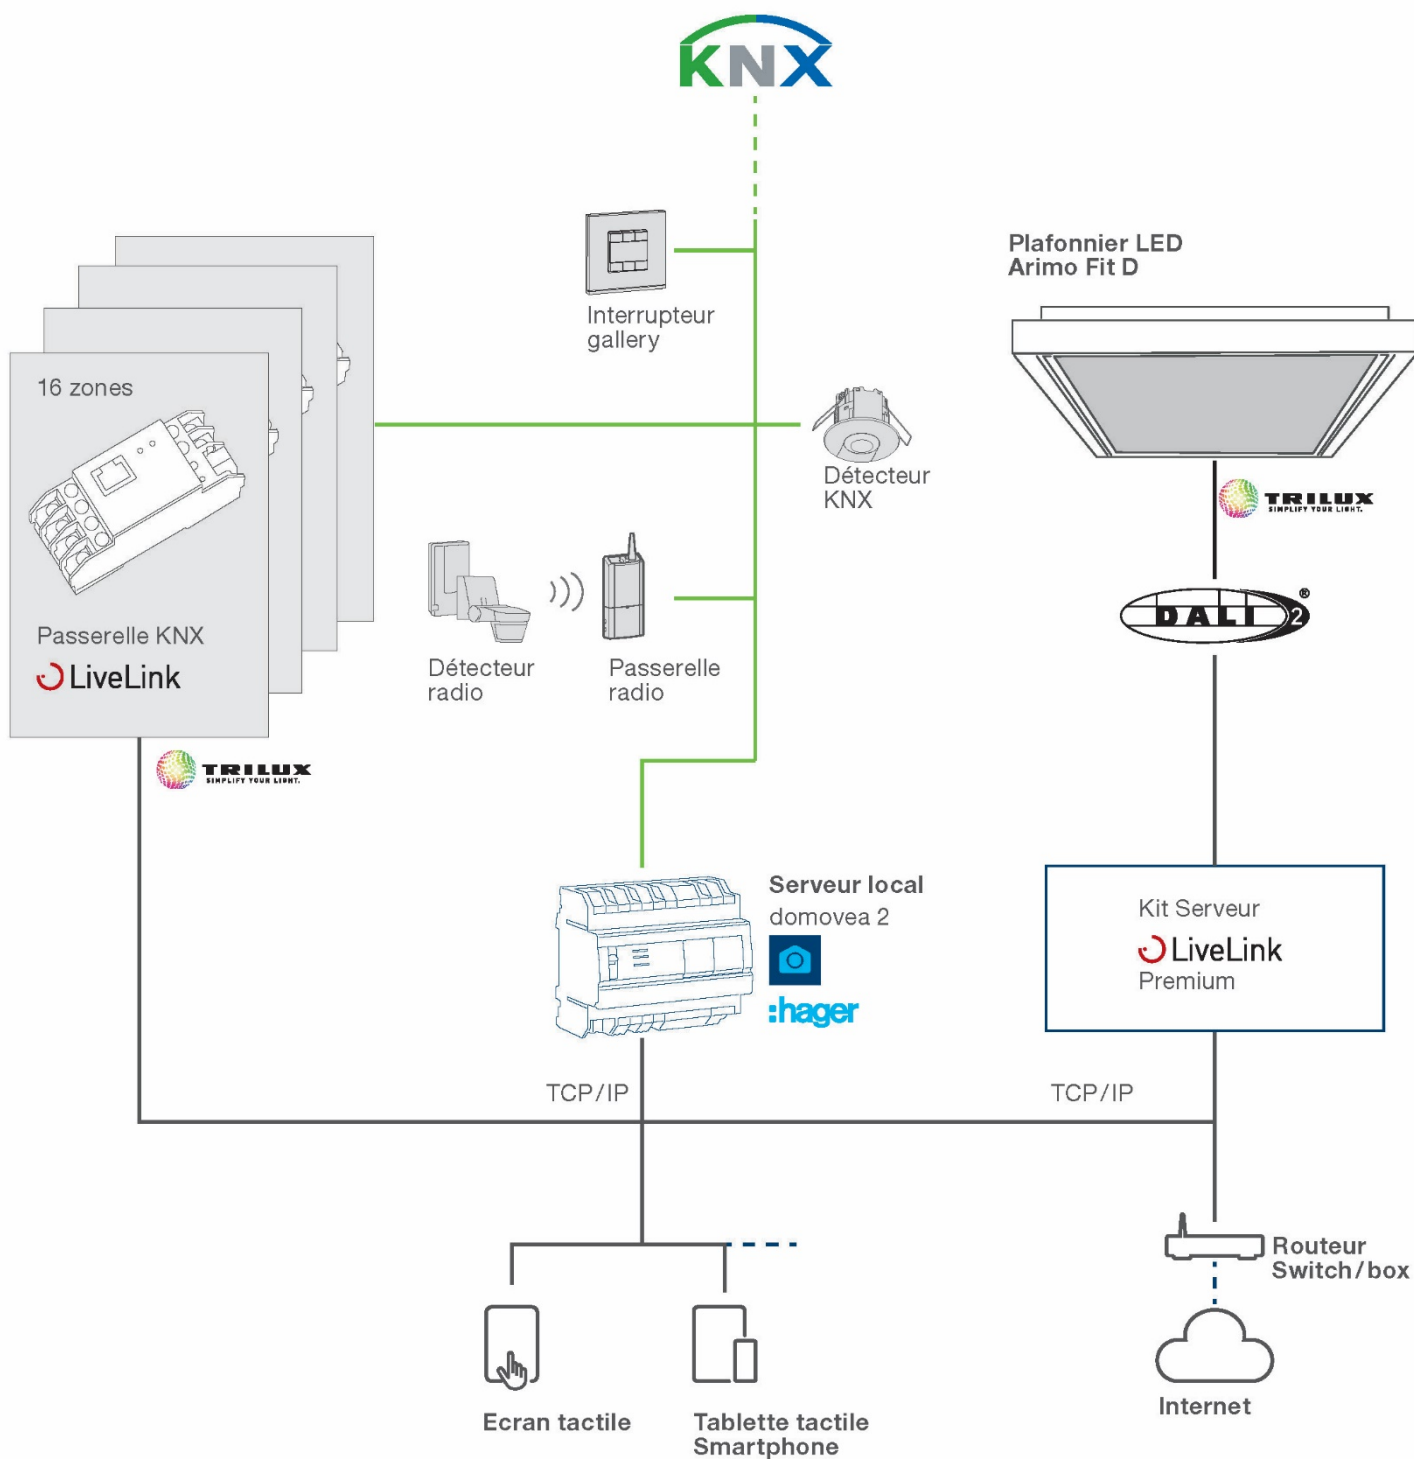 KNX
Interrupteur
gallery
Plafonnier LED
Arimo Fit D
16 zones
Passerelle KNX
LiveLink
TRILUX
SIMPLIFY YOUR LIGHT.
Détecteur
KNX
TRILUX
SIMPLIFY YOUR LIGHT.
DALI 2 ®
Détecteur
radio
Passerelle
radio
Serveur local
domovea 2
:hager
Kit Serveur
LiveLink
Premium
TCP/IP
TCP/IP
Routeur
Switch/box
Internet
Ecran tactile
Tablette tactile
Smartphone